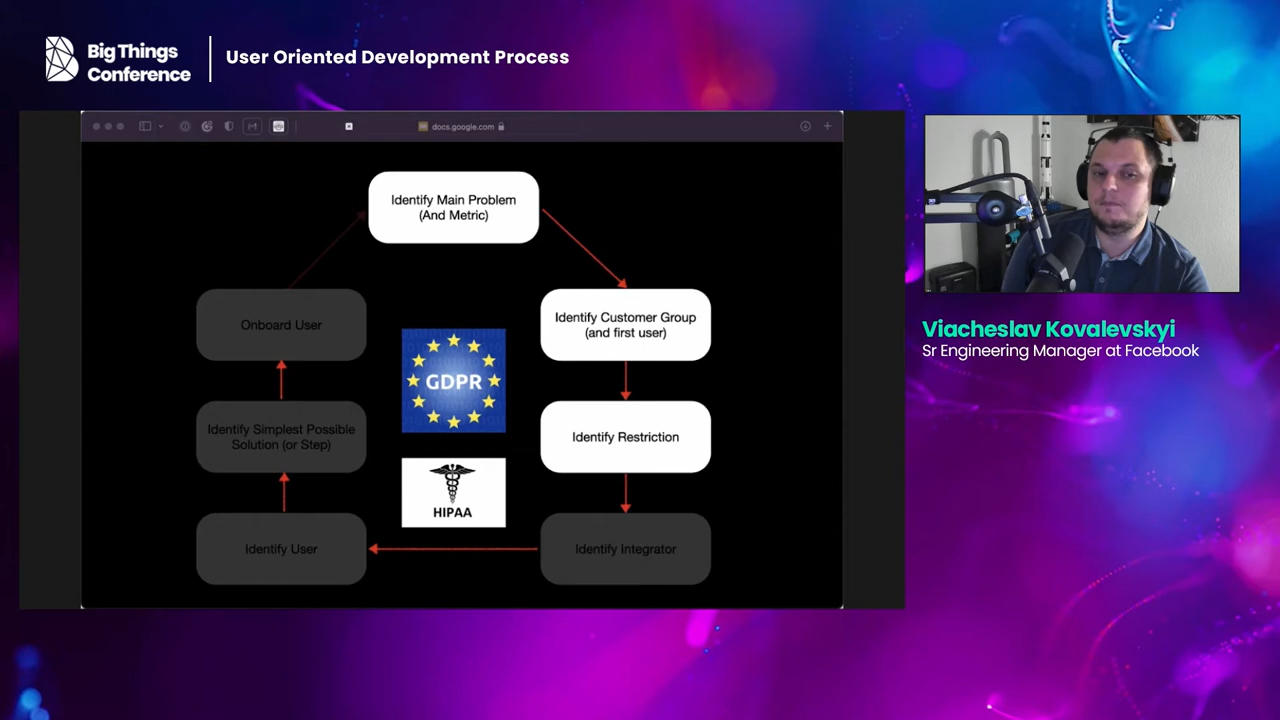 Big Things
Conference
User Oriented Development Process
docs.google.com
Identify Main Problem
(And Metric)
Onboard User
Identify Customer Group
(and first user)
GDPR
Identify Simplest Possible
Solution (or Step)
Identify Restriction
HIPAA
Identify User
Identify Integrator
Viacheslav Kovalevskyi
Sr Engineering Manager at Facebook